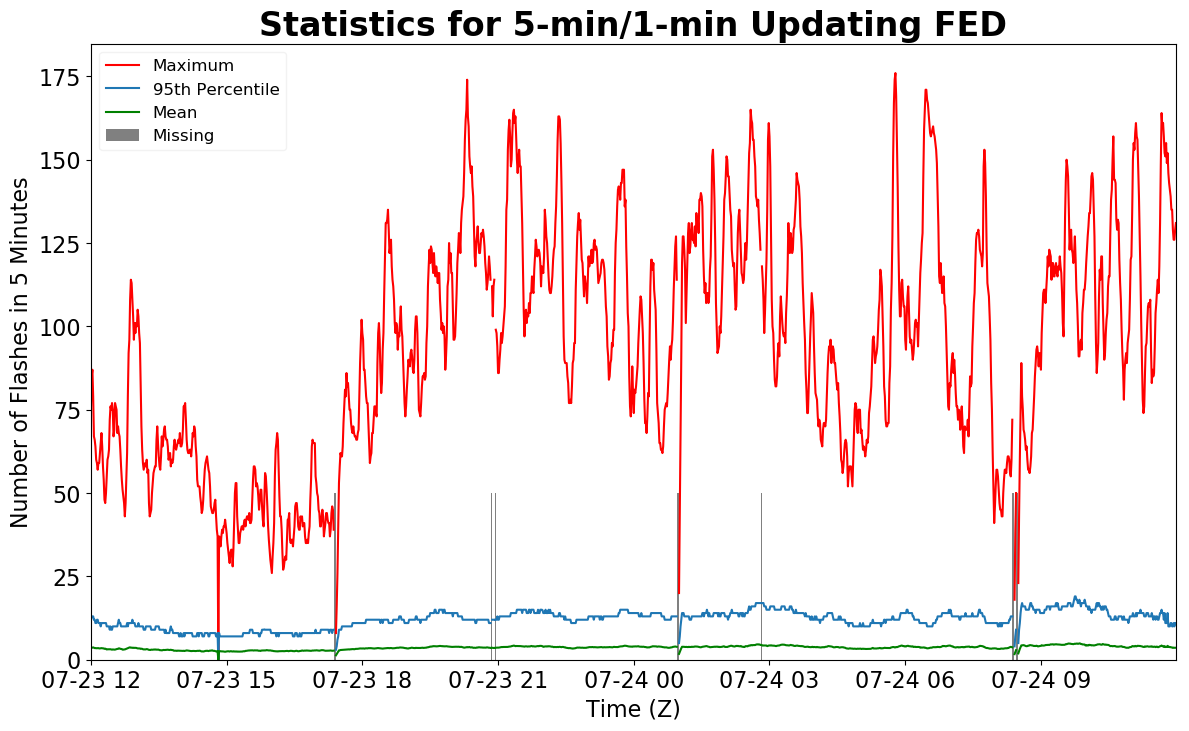 Statistics for 5-min/1-min Updating FED
Maximum
95th Percentile
Mean
Missing
Number of Flashes in 5 Minutes
175
150
125
100
75
50
25
0
07-23 12 07-23 15 07-23 18 07-23 21 07-24 00 07-24 03 07-24 06 07-24 09
Time (Z)